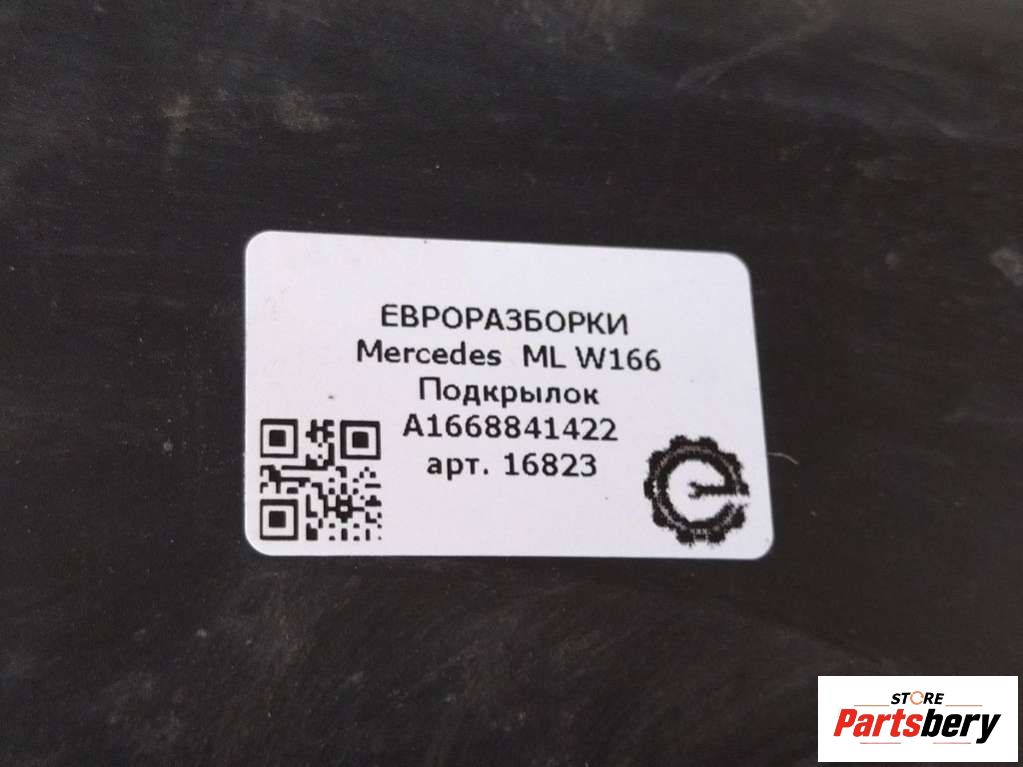 ЕВРОРАЗБОРКИ
Mercedes ML W166
Подкрылок
A1668841422
арт. 16823
STORE
Partsbery